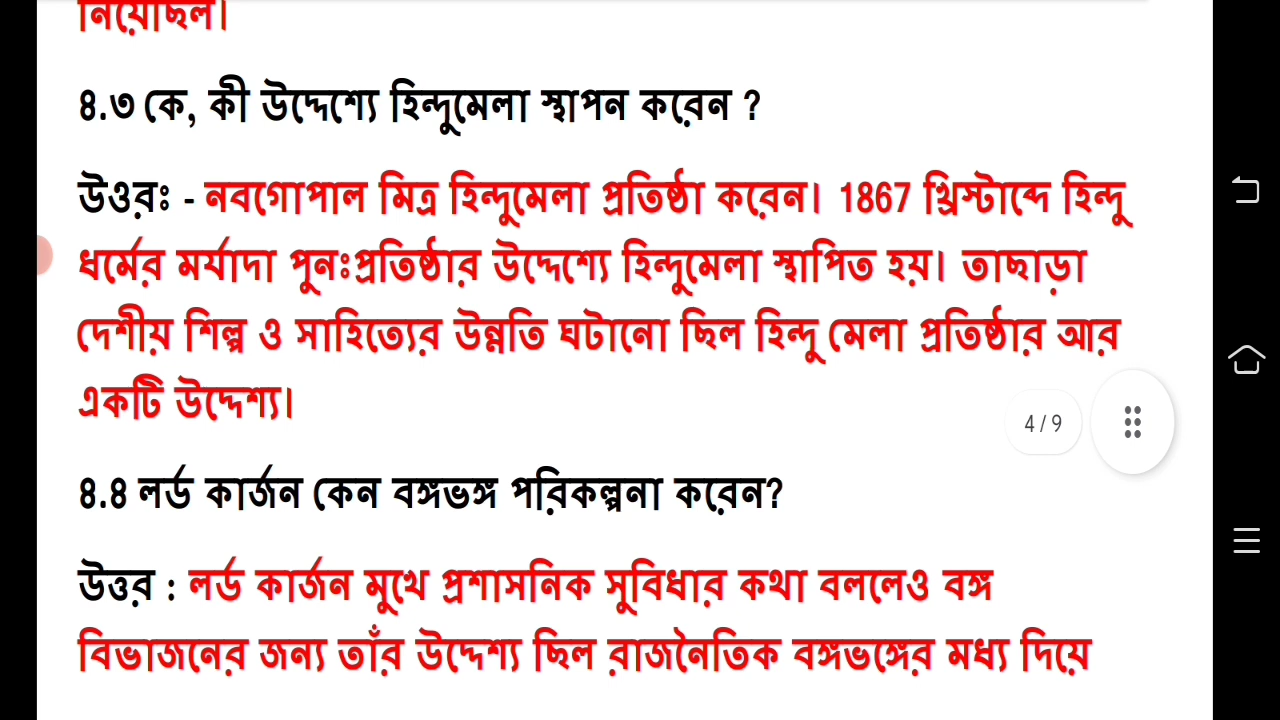 নিয়েছিল।
৪.৩ কে, কী উদ্দেশ্যে হিন্দুমেলা স্থাপন করেন ?
উওরঃ - নবগোপাল মিত্র হিন্দুমেলা প্রতিষ্ঠা করেন। 1867 খ্রিস্টাব্দে হিন্দু
ধর্মের মর্যাদা পুনঃপ্রতিষ্ঠার উদ্দেশ্যে হিন্দুমেলা স্থাপিত হয়। তাছাড়া
দেশীয় শিল্প ও সাহিত্যের উন্নতি ঘটানো ছিল হিন্দু মেলা প্রতিষ্ঠার আর
একটি উদ্দেশ্য।
4 / 9
৪.৪ লর্ড কার্জন কেন বঙ্গভঙ্গ পরিকল্পনা করেন?
উত্তর : লর্ড কার্জন মুখে প্রশাসনিক সুবিধার কথা বললেও বঙ্গ
বিভাজনের জন্য তাঁর উদ্দেশ্য ছিল রাজনৈতিক বঙ্গভঙ্গের মধ্য দিয়ে